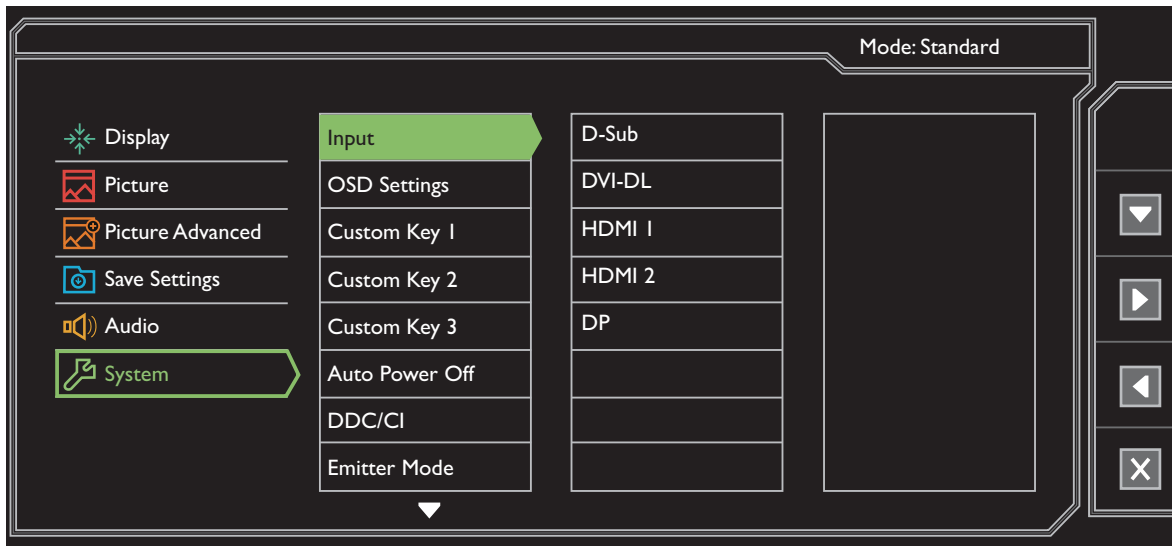 Mode: Standard
Display
Picture
Picture Advanced
Save Settings
Audio
System
Input
OSD Settings
Custom Key 1
Custom Key 2
Custom Key 3
Auto Power Off
DDC/CI
Emitter Mode
D-Sub
DVI-DL
HDMI 1
HDMI 2
DP
X